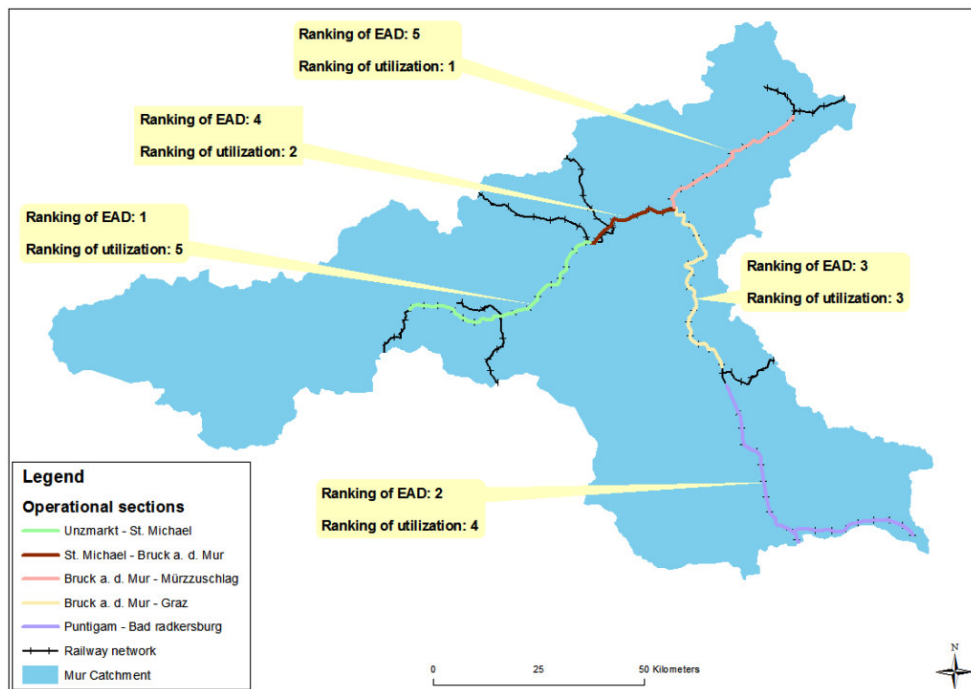 Ranking of EAD: 5
Ranking of utilization: 1
Ranking of EAD: 4
Ranking of utilization: 2
Ranking of EAD: 1
Ranking of utilization: 5
Ranking of EAD: 3
Ranking of utilization: 3
Ranking of EAD: 2
Ranking of utilization: 4
Legend
Operational sections
Unzmarkt - St. Michael
St. Michael - Bruck a. d. Mur
Bruck a. d. Mur - Mürzzuschlag
Bruck a. d. Mur - Graz
Puntigam - Bad radkersburg
Railway network
Mur Catchment
0 25 50 Kilometers
N